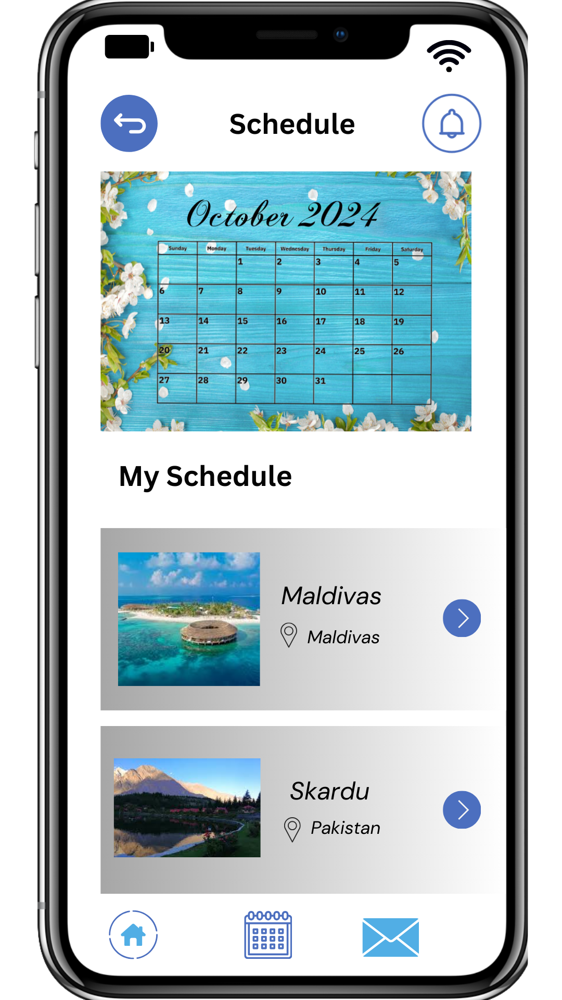 Schedule
October 2024
Sunday Monday Tuesday Wednesday Thursday Friday Saturday
1 2 3 4 5
6 7 8 9 10 11 12
13 14 15 16 17 18 19
20 21 22 23 24 25 26
27 28 29 30 31
My Schedule
Maldivas
Maldivas
Skardu
Pakistan